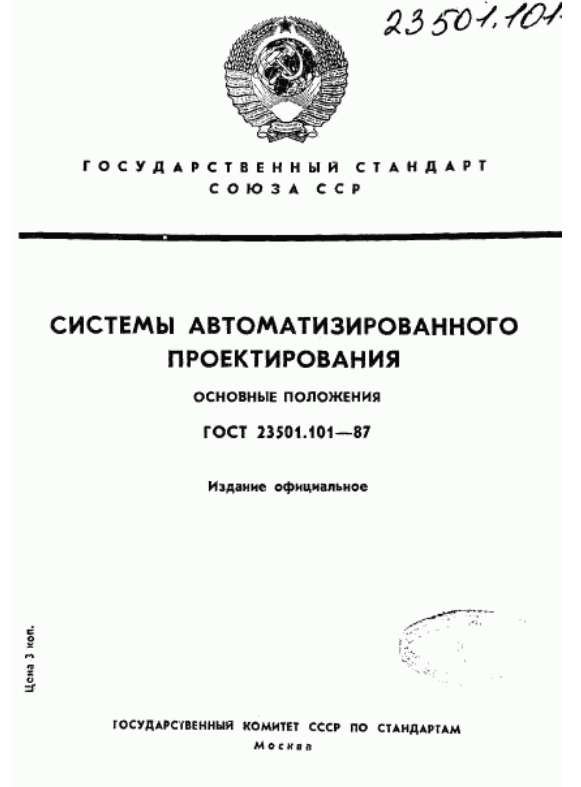 23501.101
ГОСУДАРСТВЕННЫЙ СТАНДАРТ
СОЮЗА ССР
СИСТЕМЫ АВТОМАТИЗИРОВАННОГО
ПРОЕКТИРОВАНИЯ
ОСНОВНЫЕ ПОЛОЖЕНИЯ
ГОСТ 23501.101—87
Издание официальное
Цена 3 коп.
ГОСУДАРСТВЕННЫЙ КОМИТЕТ СССР ПО СТАНДАРТАМ
Москва